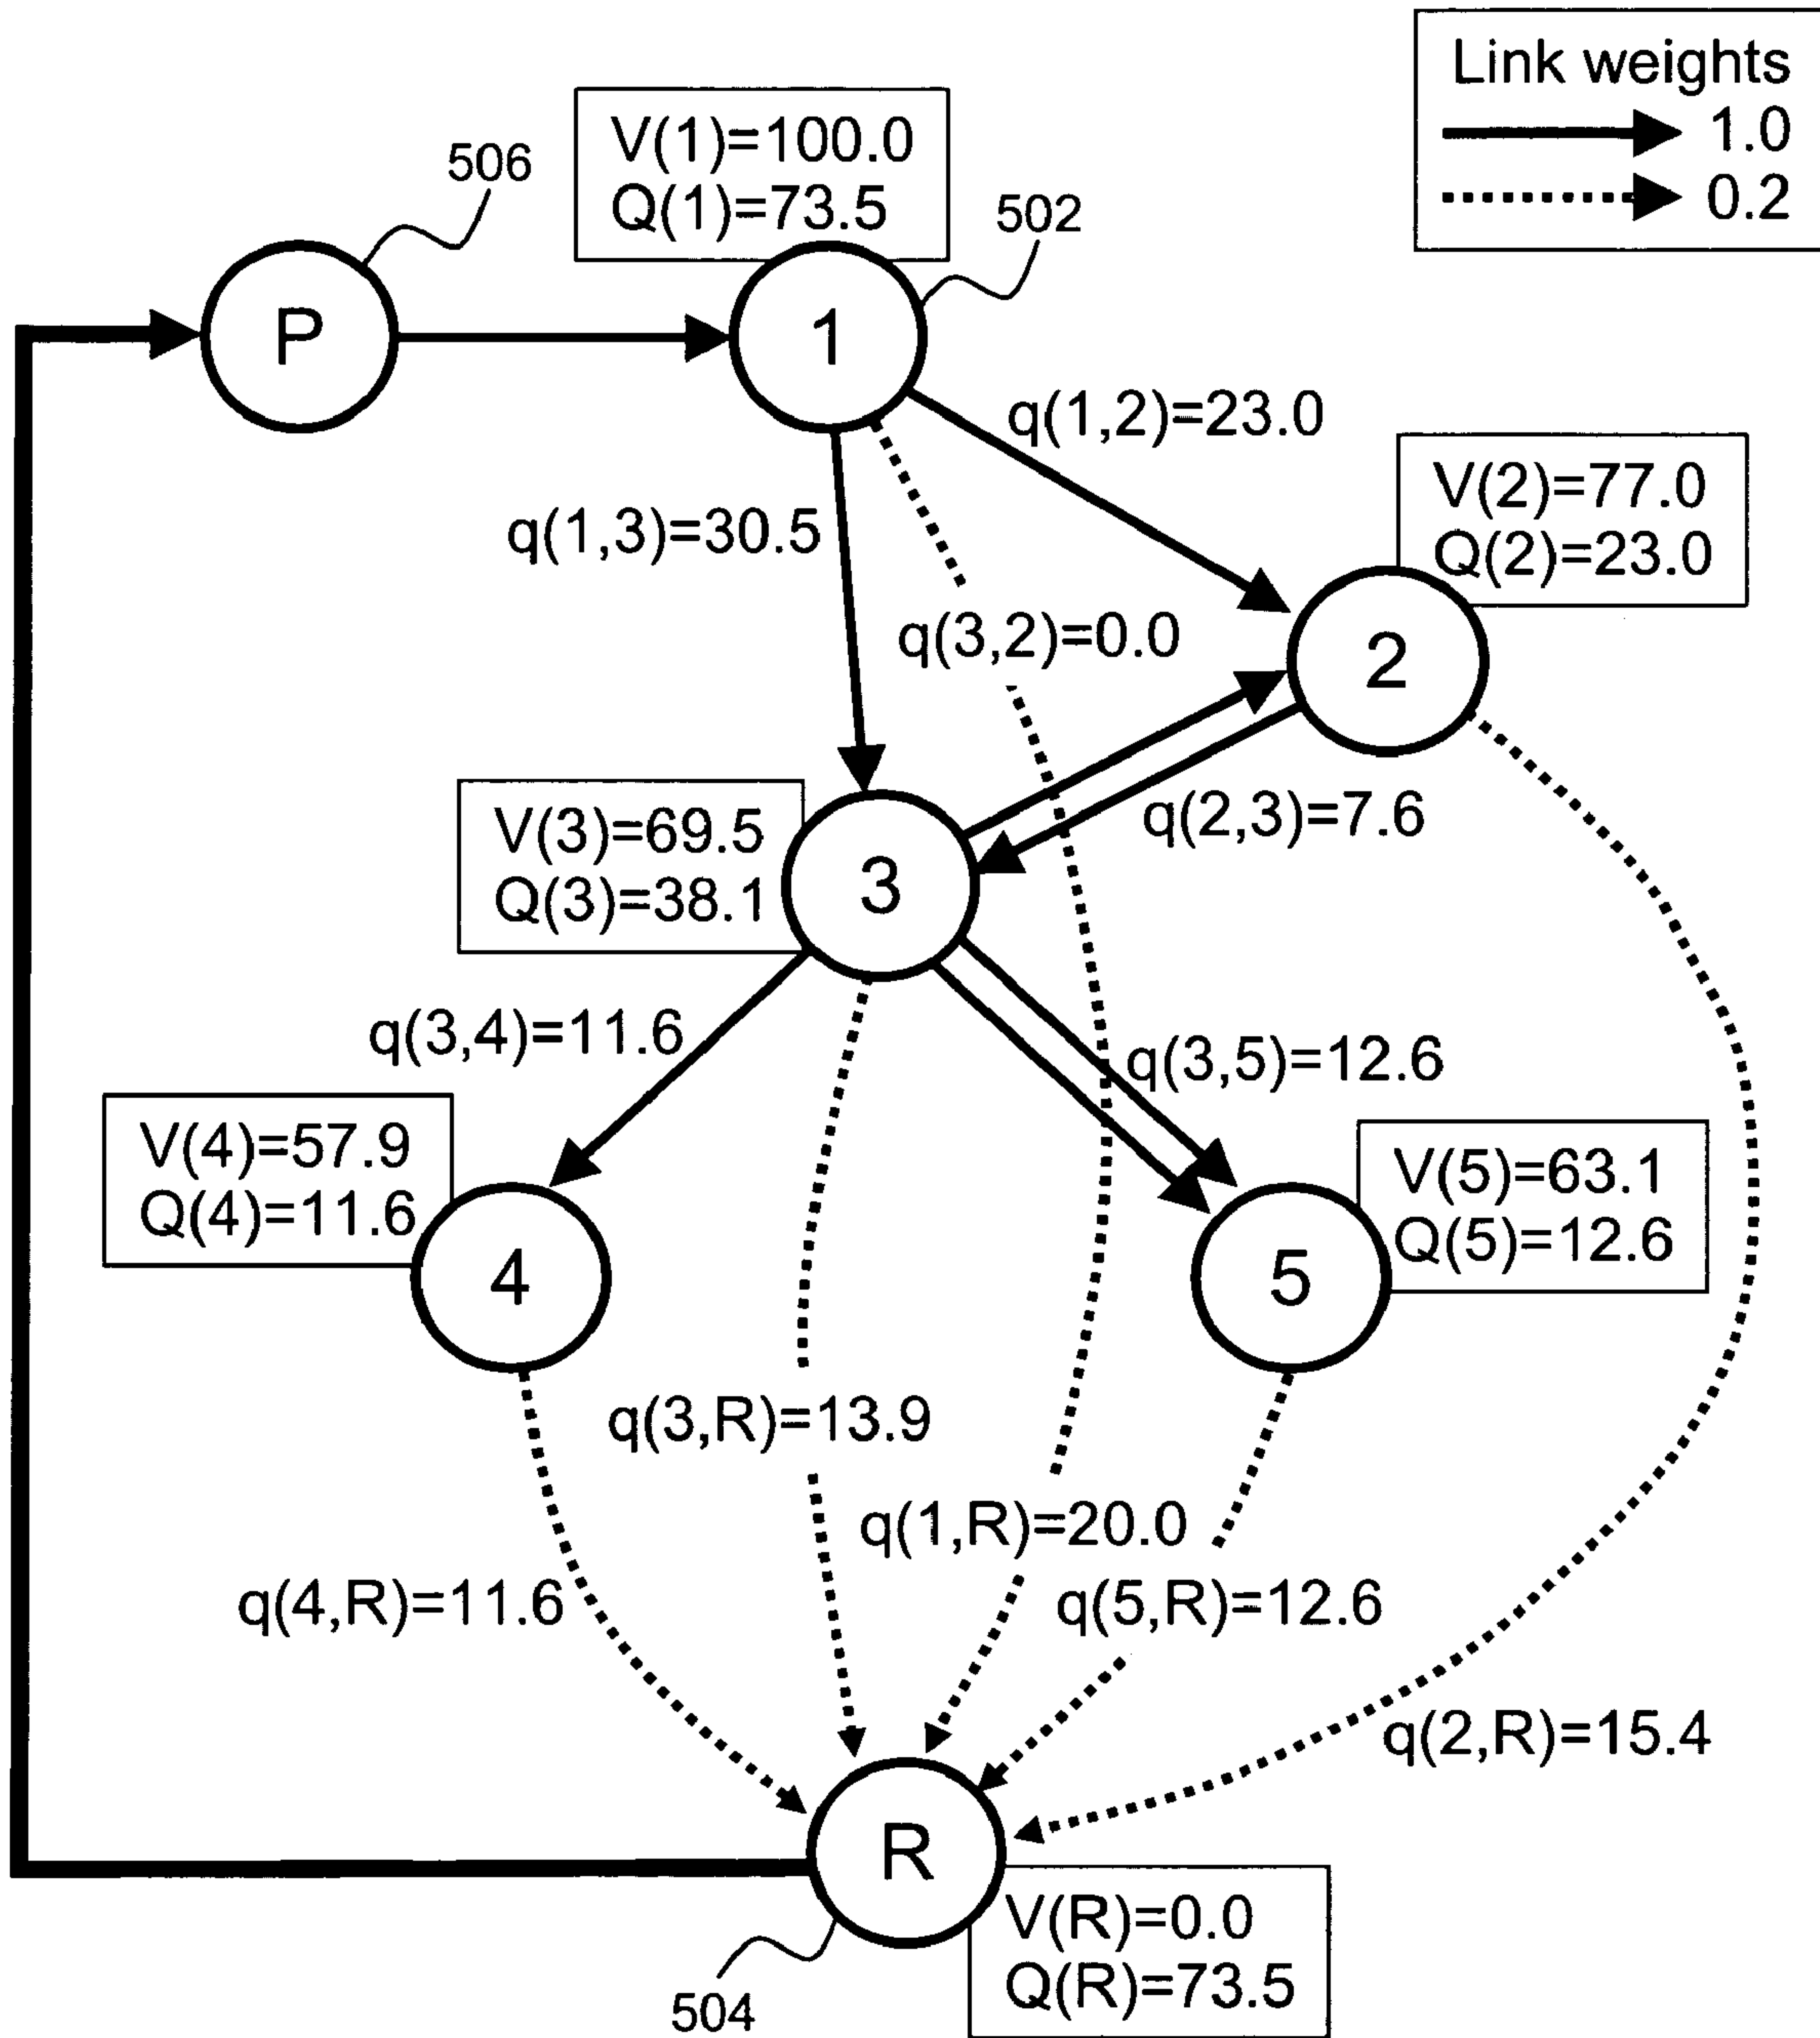 Link weights
1.0
0.2
V(1)=100.0
Q(1)=73.5
506
502
P
1
q(1,2)=23.0
V(2)=77.0
Q(2)=23.0
q(1,3)=30.5
q(3,2)=0.0
2
V(3)=69.5
Q(3)=38.1
q(2,3)=7.6
3
q(3,4)=11.6
q(3,5)=12.6
V(4)=57.9
Q(4)=11.6
V(5)=63.1
Q(5)=12.6
4
5
q(3,R)=13.9
q(1,R)=20.0
q(4,R)=11.6
q(5,R)=12.6
q(2,R)=15.4
R
V(R)=0.0
Q(R)=73.5
504